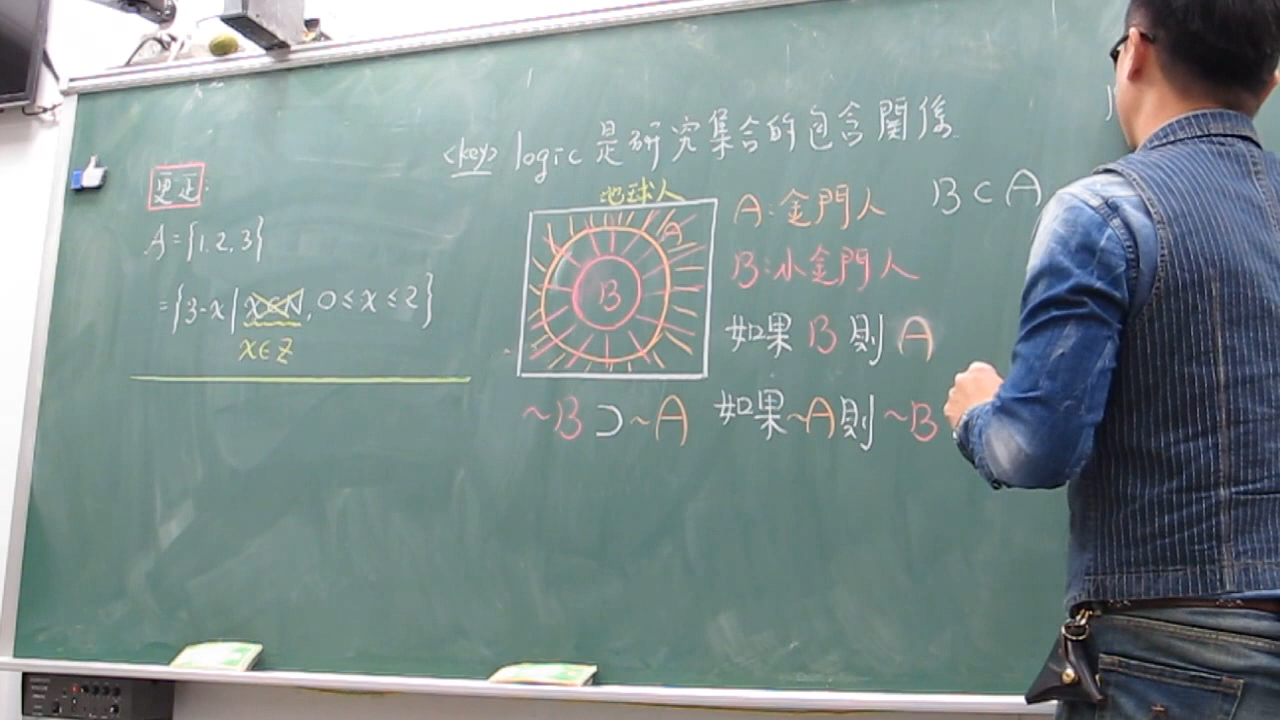 <key> logic 是研究集合的包含關係
更正:
A={1.2.3}
={3-x|x∈N, 0≤x≤2}
x∈Z
地球人
A
B
A:金門人
B:小金門人
如果 B 則 A
B⊂A
~B⊃~A
如果~A則~B